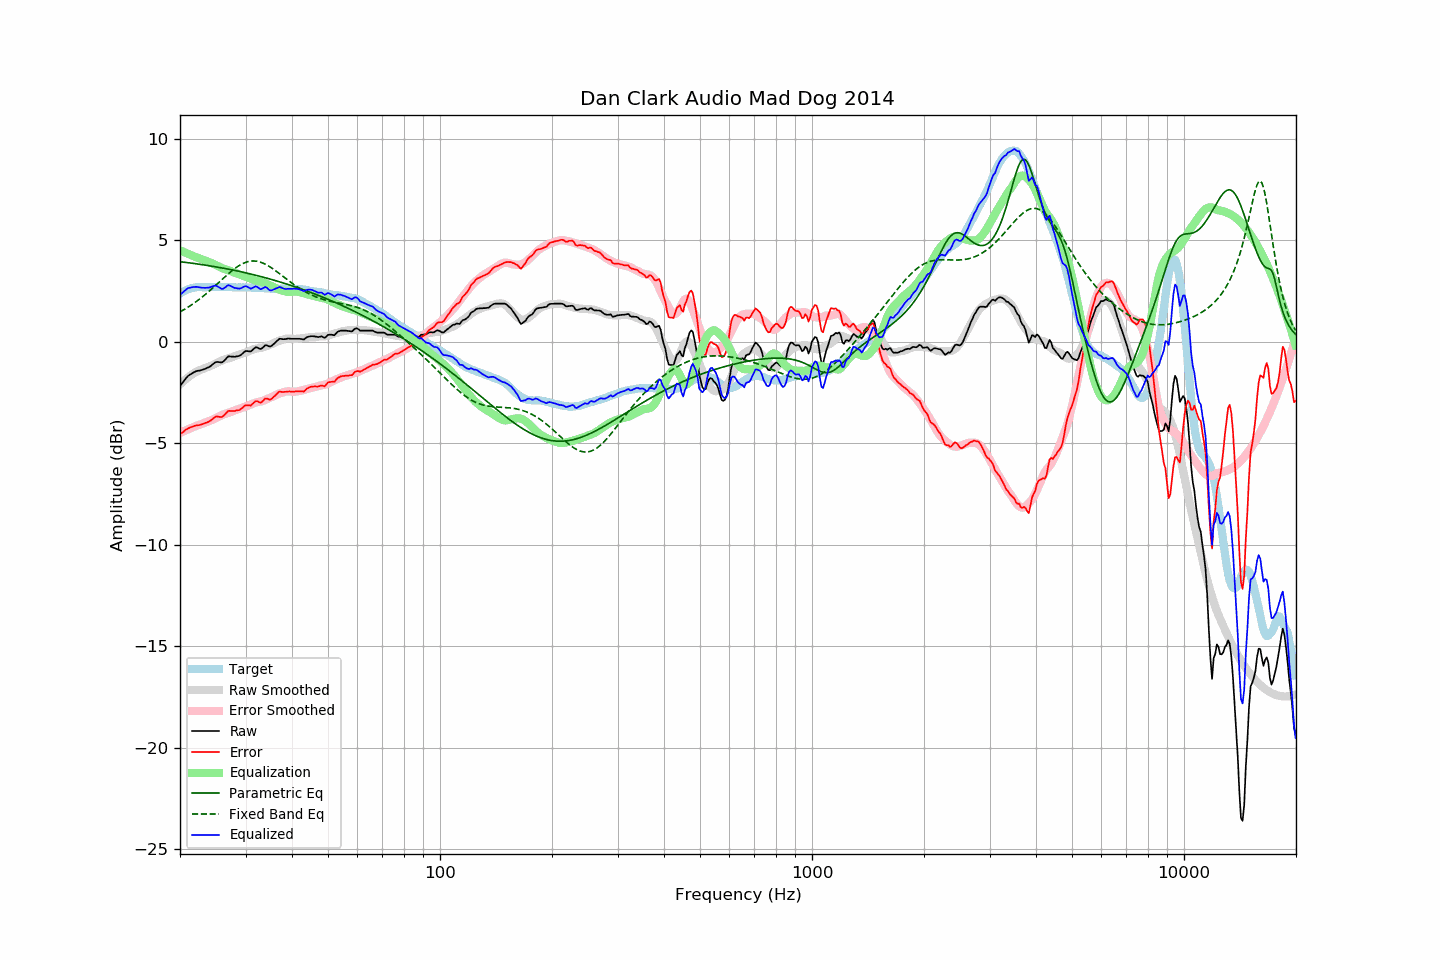 Dan Clark Audio Mad Dog 2014
10
5
0
−5
−10
−15
−20
−25
Amplitude (dBr)
Target
Raw Smoothed
Error Smoothed
Raw
Error
Equalization
Parametric Eq
Fixed Band Eq
Equalized
100
1000
10000
Frequency (Hz)